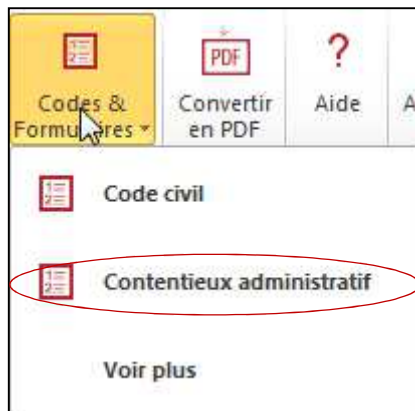 PDF
Codes &
Formulaires
Convertir
en PDF
Aide
A
Code civil
Contentieux administratif
Voir plus